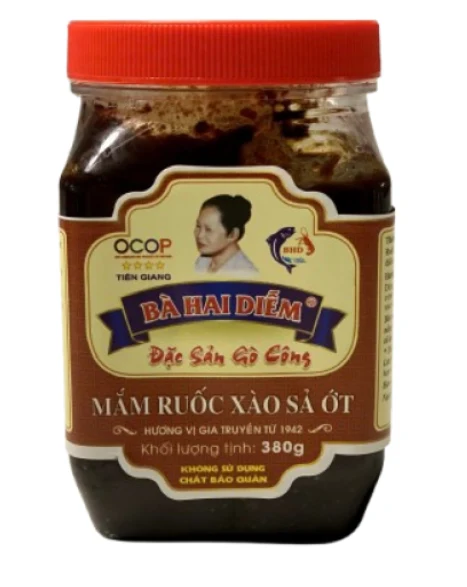 OCOP
TIỀN GIANG
BHD
BÀ HAI DIỄM®
Đặc Sản Gò Công
MẮM RUỐC XÀO SẢ ỚT
HƯƠNG VỊ GIA TRUYỀN TỪ 1942
Khối lượng tịnh: 380g
KHÔNG SỬ DỤNG
CHẤT BẢO QUẢN